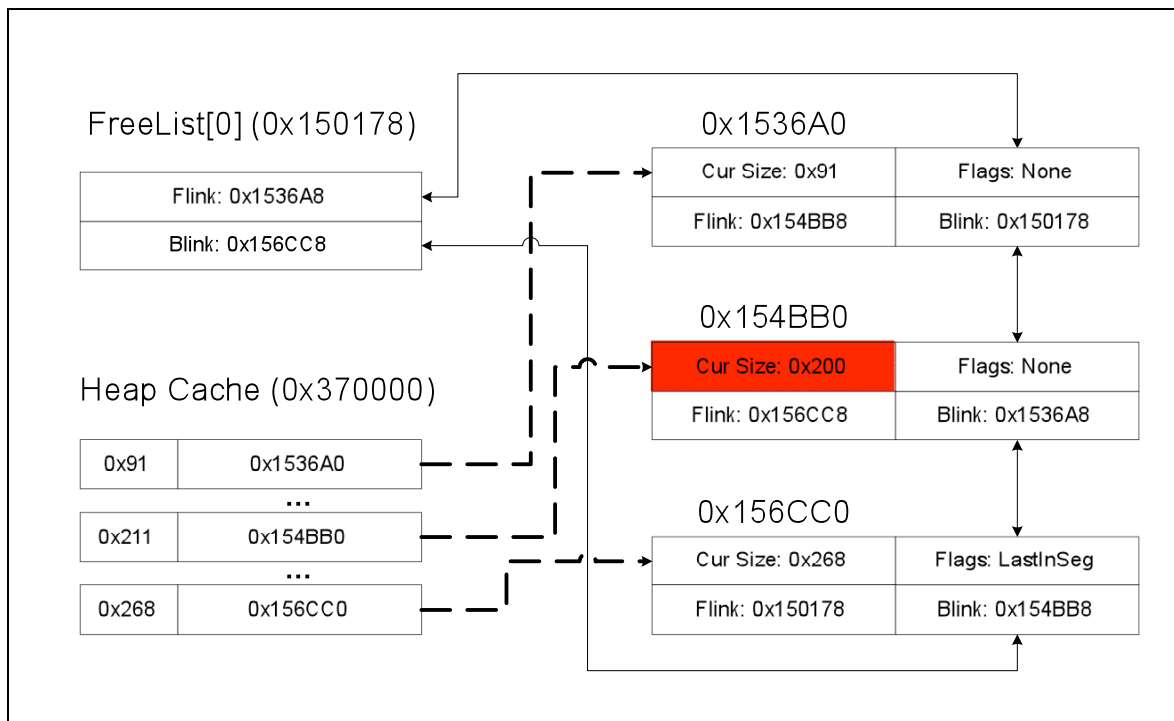 FreeList[0] (0x150178)
Flink: 0x1536A8
Blink: 0x156CC8
Heap Cache (0x370000)
0x91 0x1536A0
...
0x211 0x154BB0
...
0x268 0x156CC0
0x1536A0
Cur Size: 0x91 Flags: None
Flink: 0x154BB8 Blink: 0x150178
0x154BB0
Cur Size: 0x200 Flags: None
Flink: 0x156CC8 Blink: 0x1536A8
0x156CC0
Cur Size: 0x268 Flags: LastInSeg
Flink: 0x150178 Blink: 0x154BB8